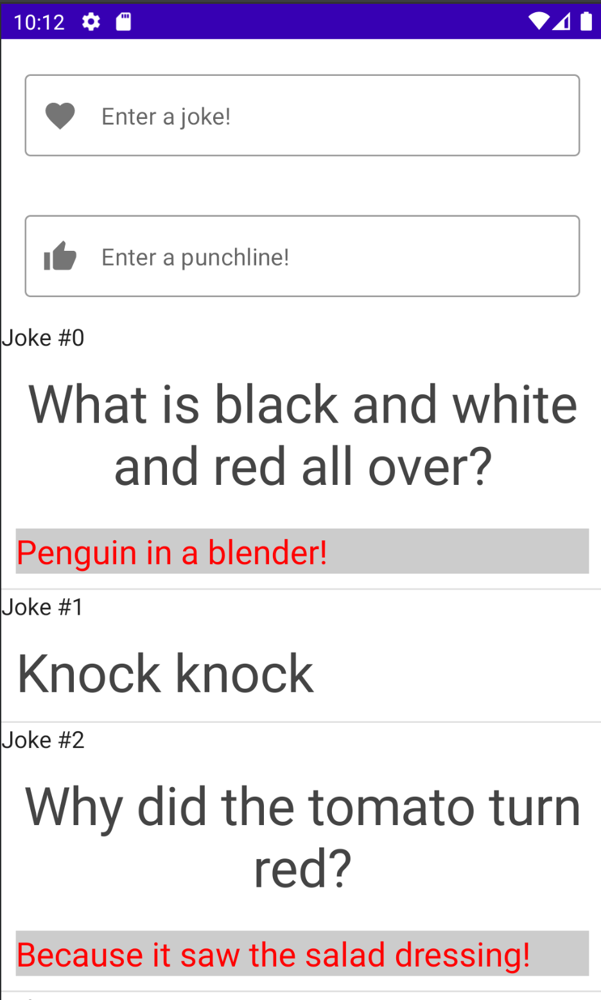 10:12
Enter a joke!
Enter a punchline!
Joke #0
What is black and white
and red all over?
Penguin in a blender!
Joke #1
Knock knock
Joke #2
Why did the tomato turn
red?
Because it saw the salad dressing!